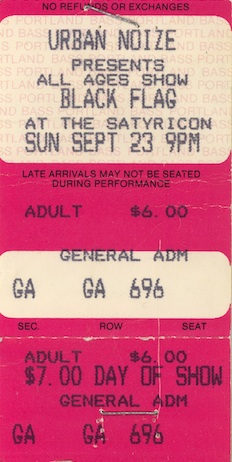 NO REFUNDS OR EXCHANGES
URBAN NOIZE
PRESENTS
ALL AGES SHOW
BLACK FLAG
AT THE SATYRICON
SUN SEPT 23 9PM
LATE ARRIVALS MAY NOT BE SEATED
DURING PERFORMANCE
ADULT $6.00
GENERAL ADM
GA GA 696
SEC. ROW SEAT
ADULT $6.00
$7.00 DAY OF SHOW
GENERAL ADM
GA GA 696